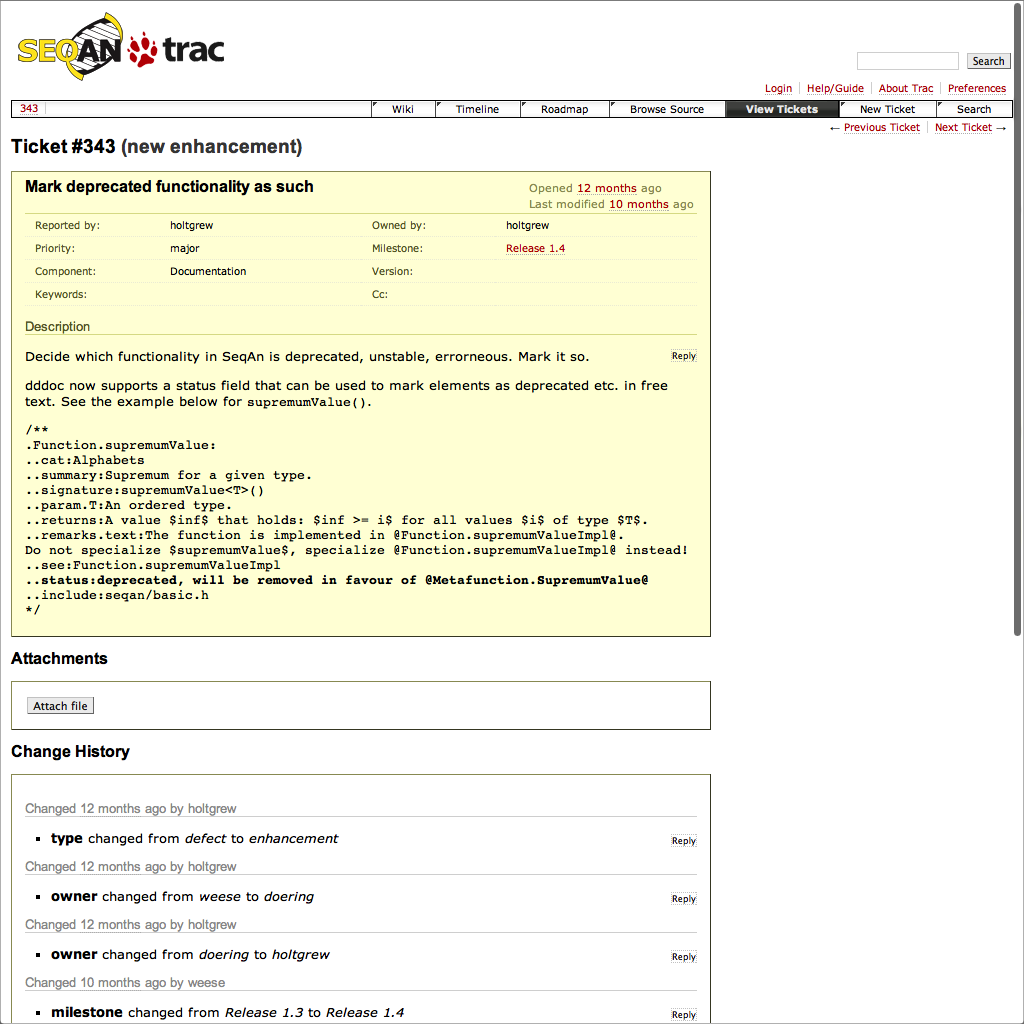 SEQAN trac
Search
Login Help/Guide About Trac Preferences
343 Wiki Timeline Roadmap Browse Source View Tickets New Ticket Search
← Previous Ticket Next Ticket →
Ticket #343 (new enhancement)
Mark deprecated functionality as such
Opened 12 months ago
Last modified 10 months ago
Reported by: holtgrew Owned by: holtgrew
Priority: major Milestone: Release 1.4
Component: Documentation Version:
Keywords: Cc:
Description
Decide which functionality in SeqAn is deprecated, unstable, errorneous. Mark it so. Reply
dddoc now supports a status field that can be used to mark elements as deprecated etc. in free
text. See the example below for supremumValue().
/**
.Function.supremumValue:
..cat:Alphabets
..summary:Supremum for a given type.
..signature:supremumValue<T>()
..param.T:An ordered type.
..returns:A value $inf$ that holds: $inf >= i$ for all values $i$ of type $T$.
..remarks.text:The function is implemented in @Function.supremumValueImpl@.
Do not specialize $supremumValue$, specialize @Function.supremumValueImpl@ instead!
..see:Function.supremumValueImpl
..status:deprecated, will be removed in favour of @Metafunction.SupremumValue@
..include:seqan/basic.h
*/
Attachments
Attach file
Change History
Changed 12 months ago by holtgrew
▪ type changed from defect to enhancement Reply
Changed 12 months ago by holtgrew
▪ owner changed from weese to doering Reply
Changed 12 months ago by holtgrew
▪ owner changed from doering to holtgrew Reply
Changed 10 months ago by weese
▪ milestone changed from Release 1.3 to Release 1.4 Reply